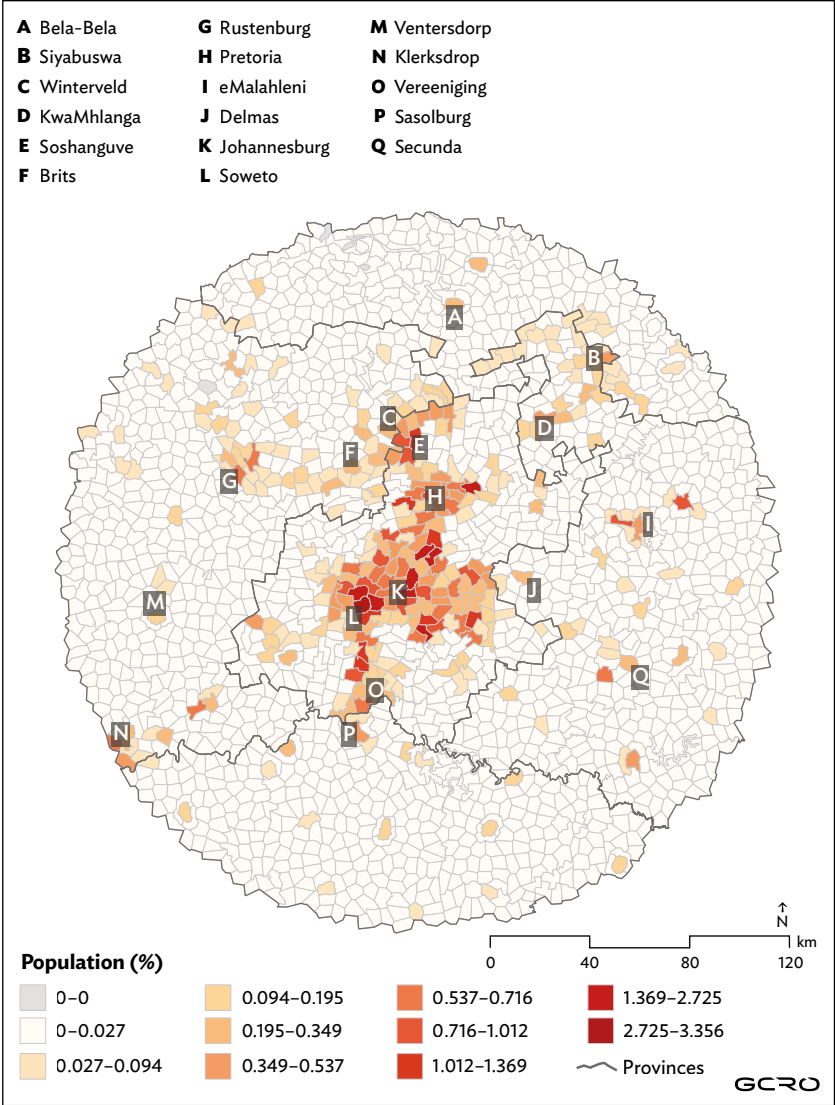 A Bela-Bela
B Siyabuswa
C Winterveld
D KwaMhlanga
E Soshanguve
F Brits
G Rustenburg
H Pretoria
I eMalahleni
J Delmas
K Johannesburg
L Soweto
M Ventersdorp
N Klerksdrop
O Vereeniging
P Sasolburg
Q Secunda
A
B
C
D
E
F
G
H
I
J
K
L
M
N
O
P
Q
N
km
0 40 80 120
Population (%)
0–0
0–0.027
0.027–0.094
0.094–0.195
0.195–0.349
0.349–0.537
0.537–0.716
0.716–1.012
1.012–1.369
1.369–2.725
2.725–3.356
Provinces
GCRO